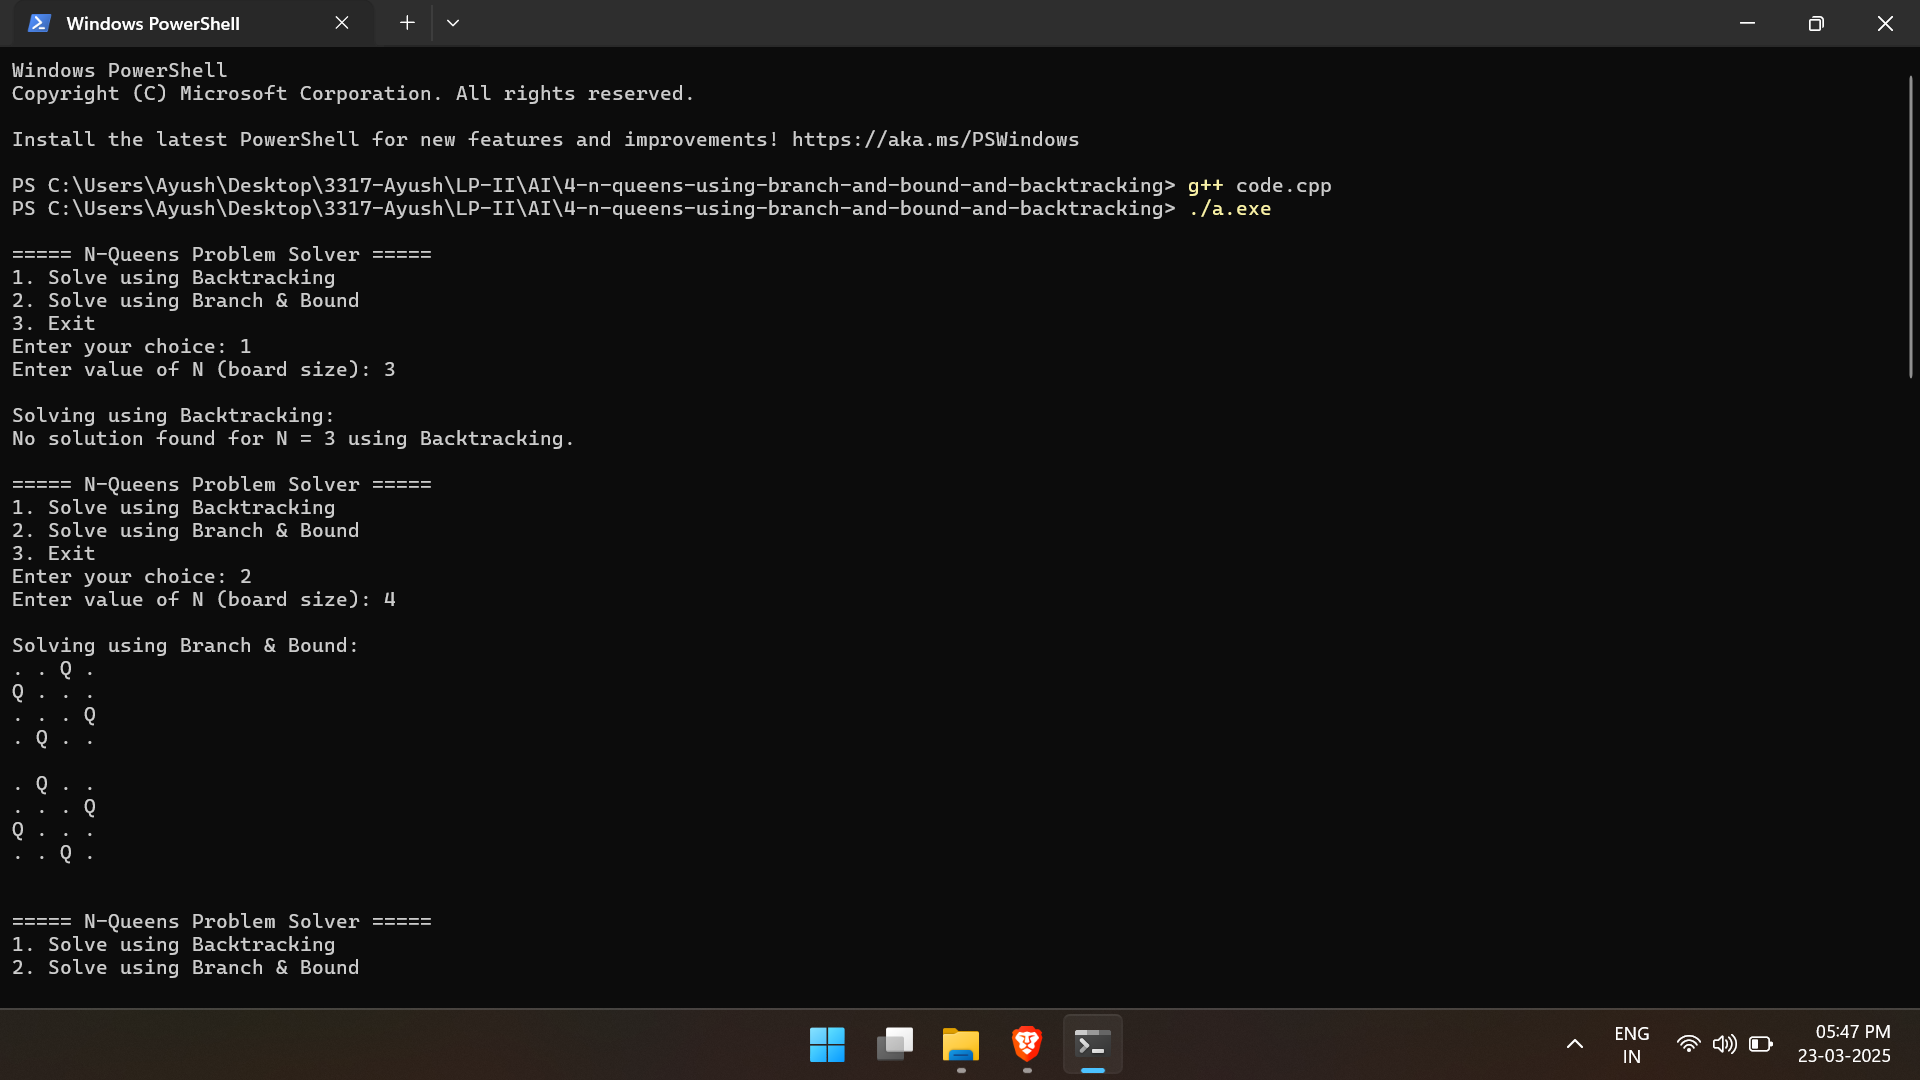 Windows PowerShell
Windows PowerShell
Copyright (C) Microsoft Corporation. All rights reserved.
Install the latest PowerShell for new features and improvements! https://aka.ms/PSWindows
PS C:\Users\Ayush\Desktop\3317-Ayush\LP-II\AI\4-n-queens-using-branch-and-bound-and-backtracking> g++ code.cpp
PS C:\Users\Ayush\Desktop\3317-Ayush\LP-II\AI\4-n-queens-using-branch-and-bound-and-backtracking> ./a.exe
===== N-Queens Problem Solver =====
1. Solve using Backtracking
2. Solve using Branch & Bound
3. Exit
Enter your choice: 1
Enter value of N (board size): 3
Solving using Backtracking:
No solution found for N = 3 using Backtracking.
===== N-Queens Problem Solver =====
1. Solve using Backtracking
2. Solve using Branch & Bound
3. Exit
Enter your choice: 2
Enter value of N (board size): 4
Solving using Branch & Bound:
. . Q .
Q . . .
. . . Q
. Q . .
. Q . .
. . . Q
Q . . .
. . Q .
===== N-Queens Problem Solver =====
1. Solve using Backtracking
2. Solve using Branch & Bound
ENG
IN
05:47 PM
23-03-2025